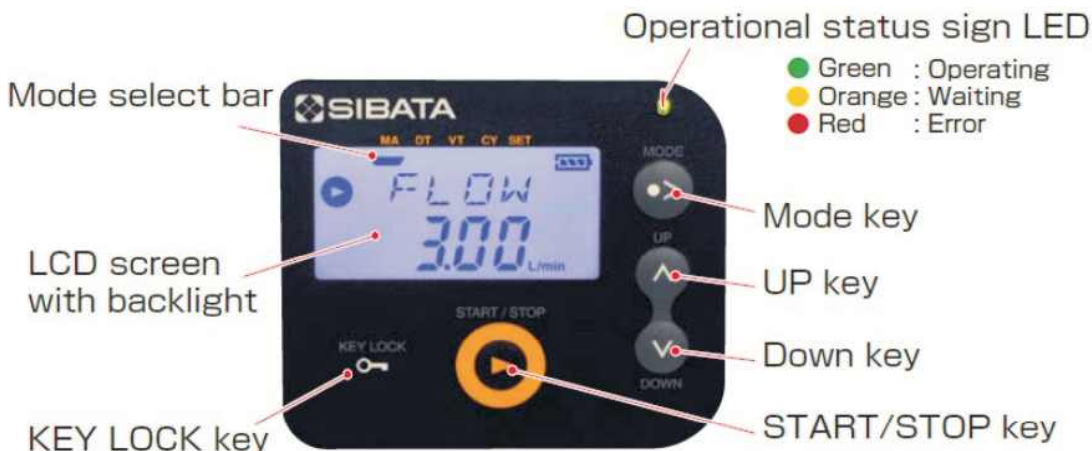 Operational status sign LED
Green : Operating
Orange : Waiting
Red : Error
Mode select bar
SIBATA
MA DT VT CY SET
MODE
FLOW
3.00 L/min
Mode key
LCD screen
with backlight
UP
UP key
START / STOP
KEY LOCK
Down key
DOWN
KEY LOCK key
START/STOP key